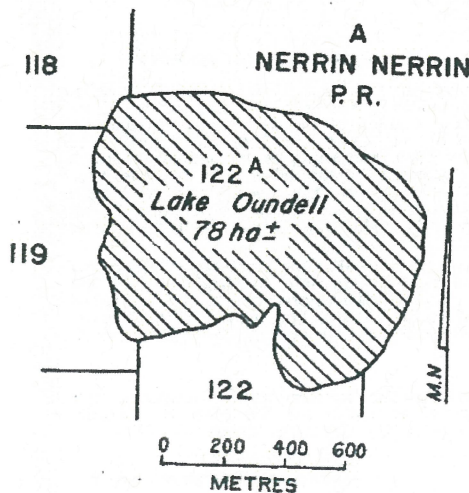 A
NERRIN NERRIN
P. R.
118
122A
Lake Oundell
78 ha ±
119
122
M.N
0 200 400 600
METRES